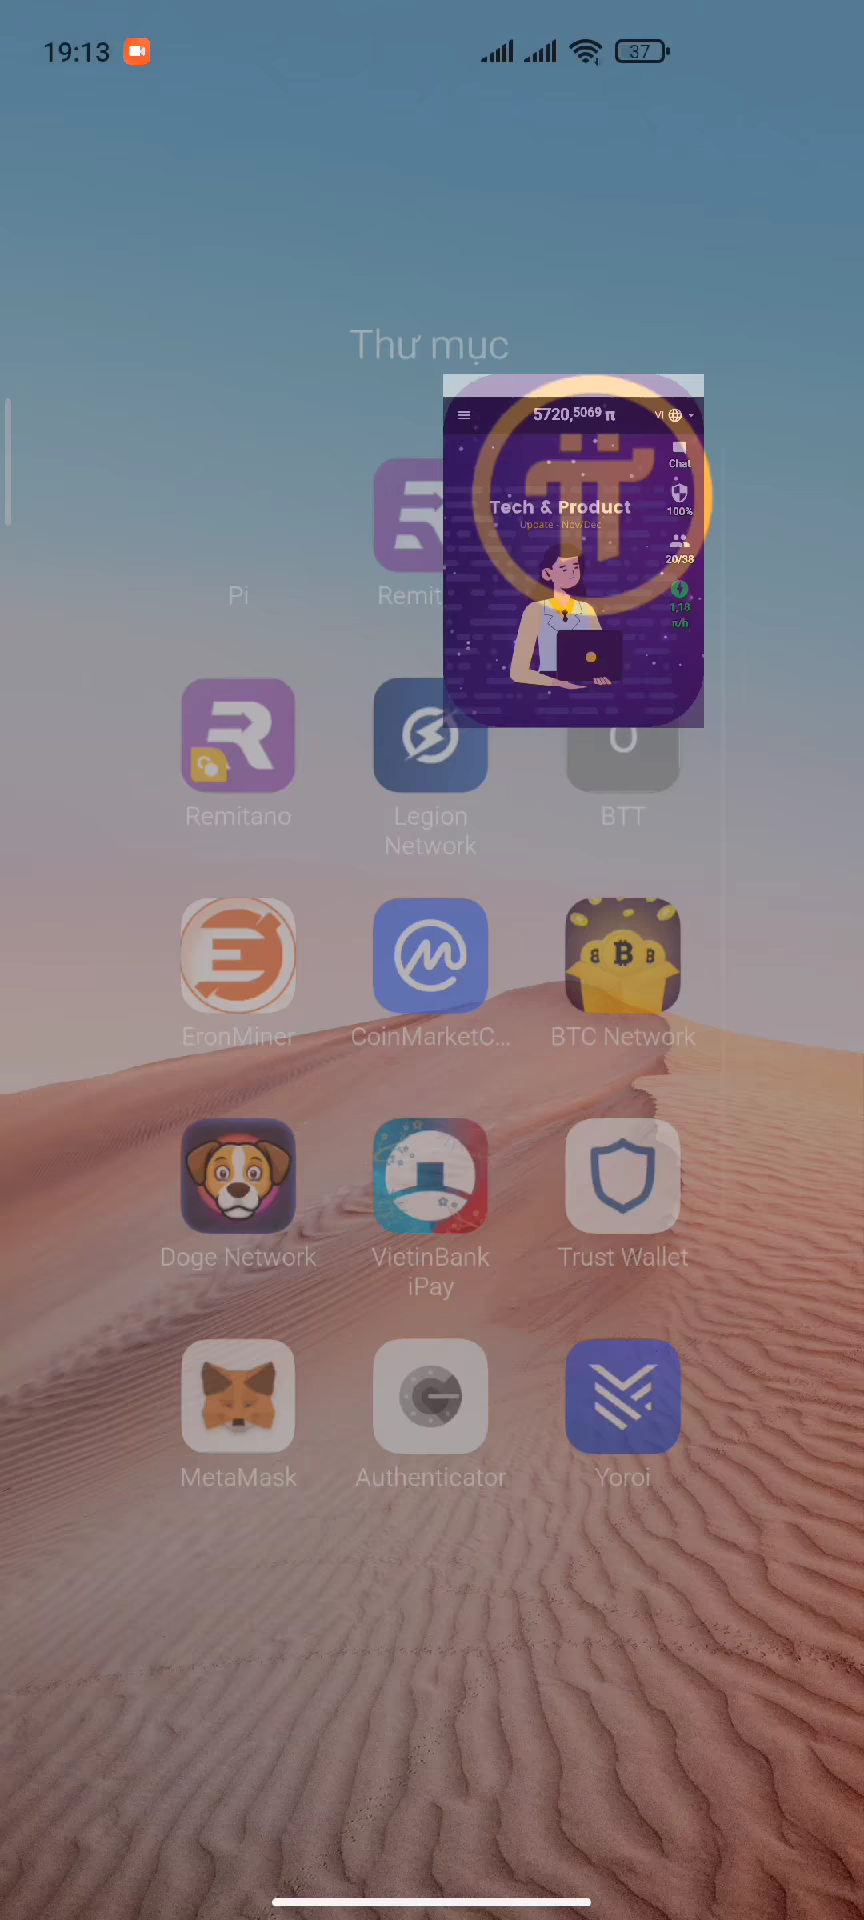 19:13
37
Thư mục
5720,5069 π
VI
Chat
100%
Tech & Product
Update - Nov/Dec
20/38
1,18
π/h
Pi
Remit
Remitano
Legion
Network
BTT
EronMiner
CoinMarketC...
BTC Network
Doge Network
VietinBank
iPay
Trust Wallet
MetaMask
Authenticator
Yoroi